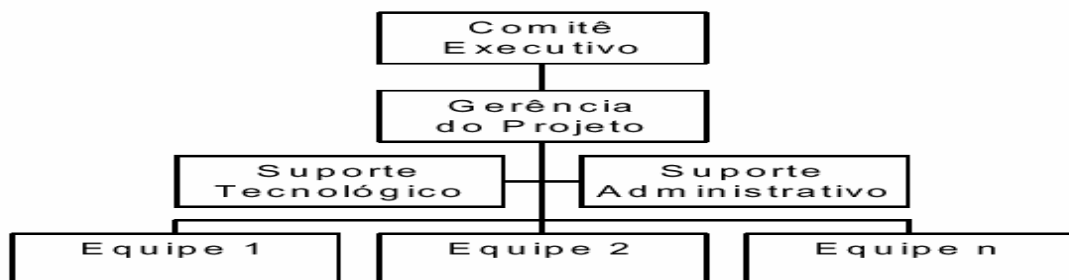 Comitê
Executivo
Gerência
do Projeto
Suporte
Tecnológico
Suporte
Administrativo
Equipe 1
Equipe 2
Equipe n